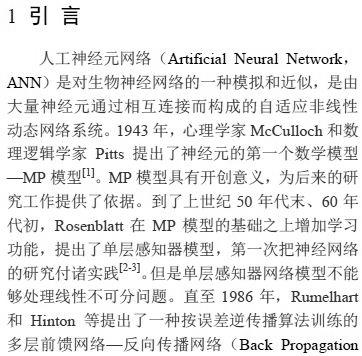 1 引 言
人工神经元网络（Artificial Neural Network，
ANN）是对生物神经网络的一种模拟和近似，是由
大量神经元通过相互连接而构成的自适应非线性
动态网络系统。1943 年，心理学家 McCulloch 和数
理逻辑学家 Pitts 提出了神经元的第一个数学模型
—MP 模型[1]。MP 模型具有开创意义，为后来的研
究工作提供了依据。到了上世纪 50 年代末、60 年
代初，Rosenblatt 在 MP 模型的基础之上增加学习
功能，提出了单层感知器模型，第一次把神经网络
的研究付诸实践[2-3]。但是单层感知器网络模型不能
够处理线性不可分问题。直至 1986 年，Rumelhart
和 Hinton 等提出了一种按误差逆传播算法训练的
多层前馈网络—反向传播网络（Back Propagation